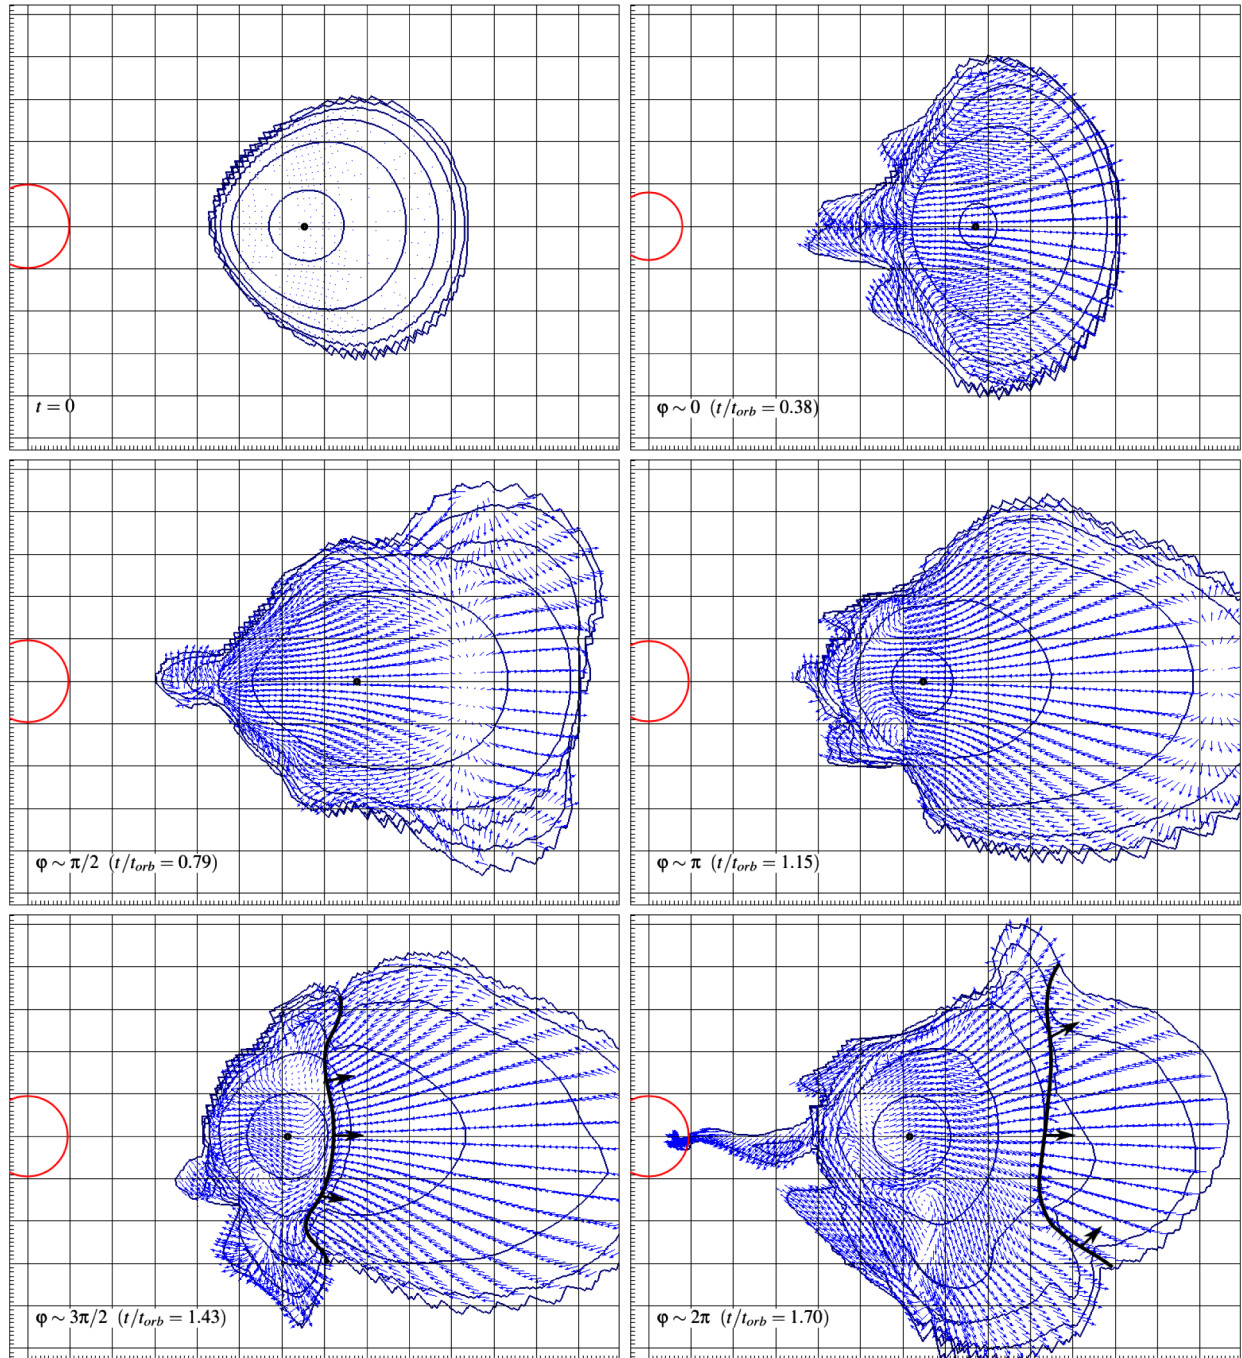 t = 0
φ ∼ 0 (t/t_orb = 0.38)
φ ∼ π/2 (t/t_orb = 0.79)
φ ∼ π (t/t_orb = 1.15)
φ ∼ 3π/2 (t/t_orb = 1.43)
φ ∼ 2π (t/t_orb = 1.70)